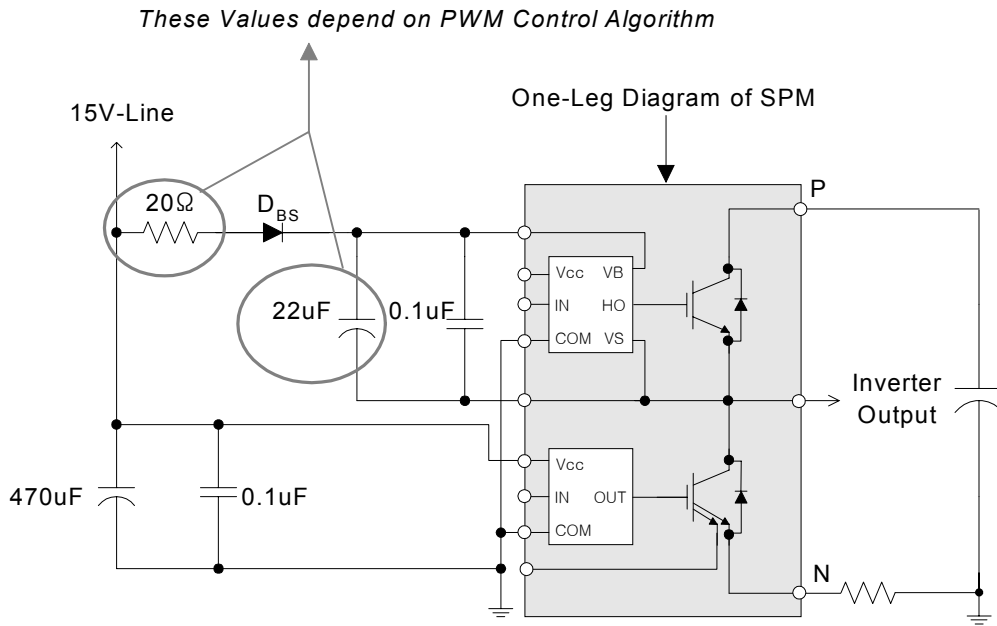 These Values depend on PWM Control Algorithm
One-Leg Diagram of SPM
15V-Line
P
20Ω
DBS
Vcc VB
22uF
0.1uF
IN HO
COM VS
Inverter
Output
Vcc
470uF
0.1uF
IN OUT
COM
N